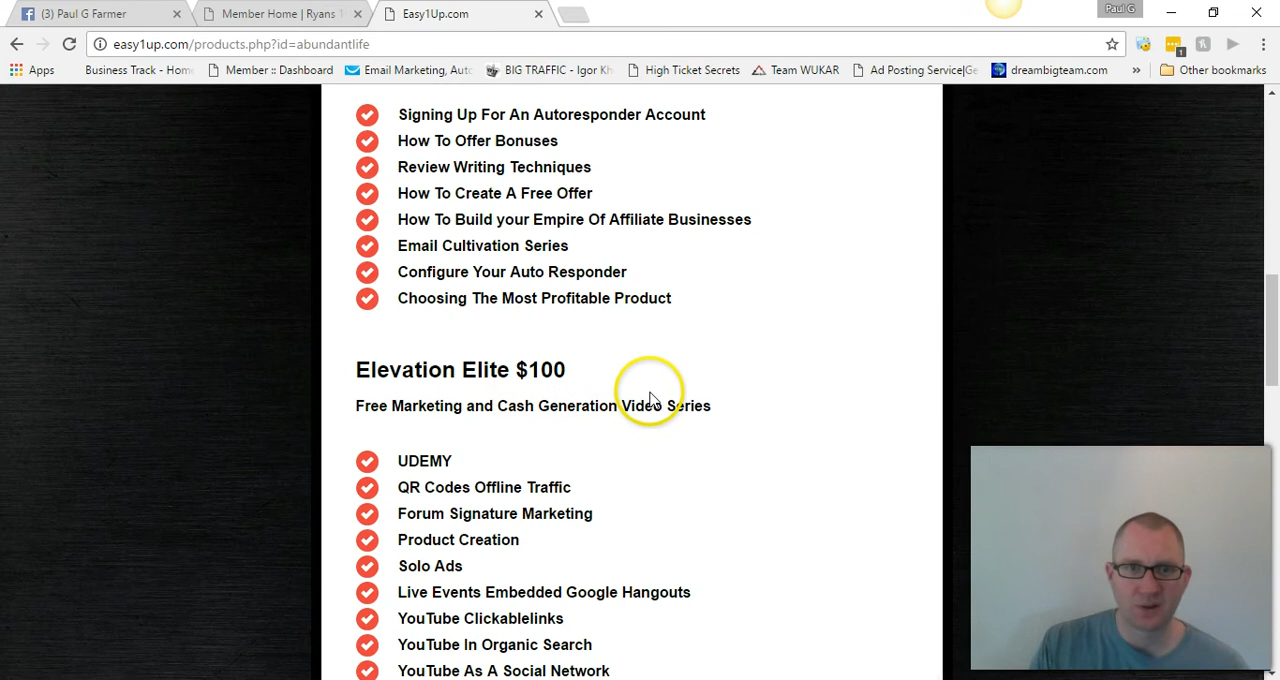 (3) Paul G Farmer
Member Home | Ryans 1
Easy1Up.com
Paul G
easy1up.com/products.php?id=abundantlife
1
Apps
Business Track - Hom
Member :: Dashboard
Email Marketing, Auto
BIG TRAFFIC - Igor Kh
High Ticket Secrets
Team WUKAR
Ad Posting Service|Ge
dreambigteam.com
»
Other bookmarks
Signing Up For An Autoresponder Account
How To Offer Bonuses
Review Writing Techniques
How To Create A Free Offer
How To Build your Empire Of Affiliate Businesses
Email Cultivation Series
Configure Your Auto Responder
Choosing The Most Profitable Product
Elevation Elite $100
Free Marketing and Cash Generation Video Series
UDEMY
QR Codes Offline Traffic
Forum Signature Marketing
Product Creation
Solo Ads
Live Events Embedded Google Hangouts
YouTube Clickablelinks
YouTube In Organic Search
YouTube As A Social Network